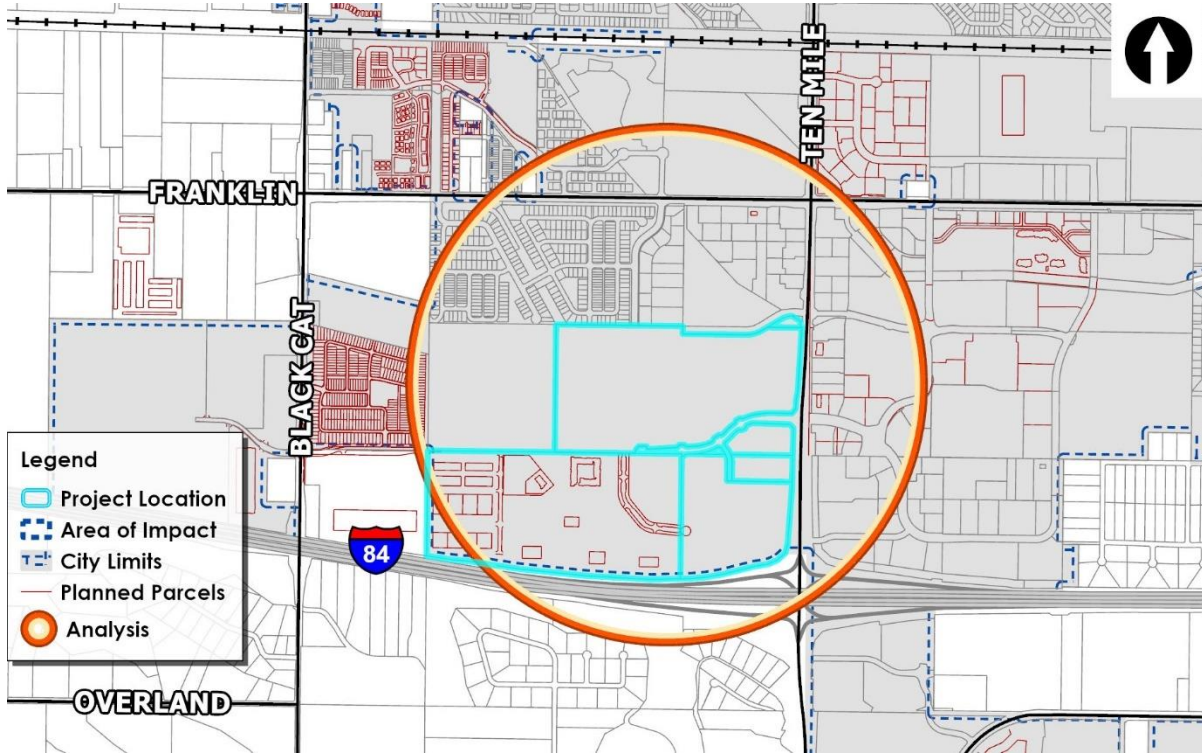 TEN MILE
FRANKLIN
BLACK CAT
Legend
Project Location
Area of Impact
City Limits
Planned Parcels
Analysis
84
OVERLAND